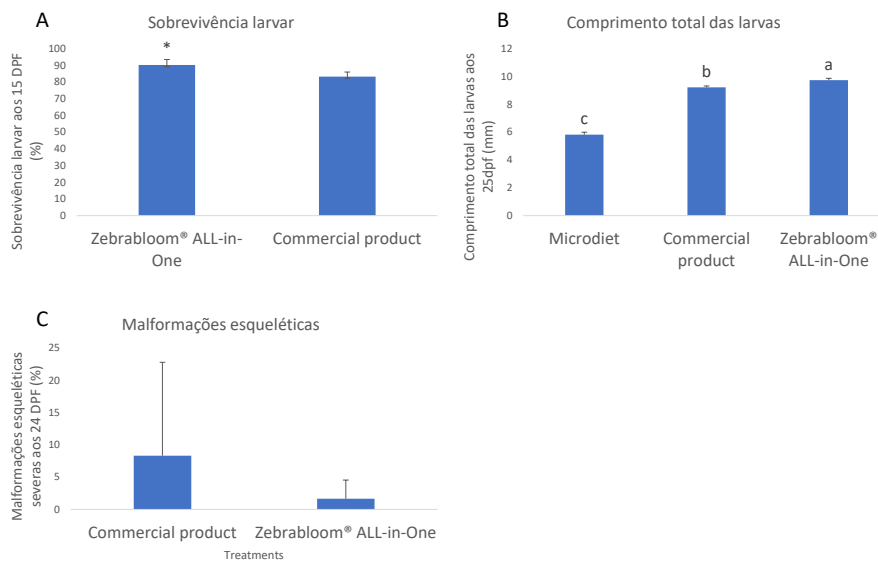 A
Sobrevivência larvar
Sobrevivência larvar aos 15 DPF
(%)
100
90
80
70
60
50
40
30
20
10
0
*
Zebrabloom® ALL-in-
One
Commercial product
B
Comprimento total das larvas
Comprimento total das larvas aos
25dpf (mm)
12
10
8
6
4
2
0
c
b
a
Microdiet
Commercial
product
Zebrabloom®
ALL-in-One
C
Malformações esqueléticas
Malformações esqueléticas
severas aos 24 DPF (%)
25
20
15
10
5
0
Commercial product
Zebrabloom® ALL-in-One
Treatments